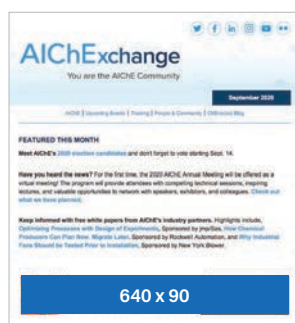 AIChExchange
You are the AIChE Community
September 2020
AIChE | Upcoming Events | Training | People & Community | ChEnected Blog
FEATURED THIS MONTH
Meet AIChE's 2020 election candidates and don't forget to vote starting Sept. 14.
Have you heard the news? For the first time, the 2020 AIChE Annual Meeting will be offered as a
virtual meeting! The program will provide attendees with compelling technical sessions, inspiring
lectures, and valuable opportunities to network with speakers, exhibitors, and colleagues. Check out
what we have planned.
Keep informed with free white papers from AIChE's industry partners. Highlights include,
Optimizing Processes with Design of Experiments, Sponsored by jmp/Sas, How Chemical
Producers Can Plan Now, Migrate Later, Sponsored by Rockwell Automation, and Why Industrial
Fans Should be Tested Prior to Installation, Sponsored by New York Blower.
640 x 90